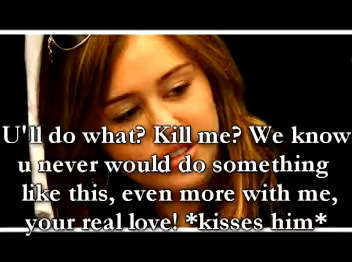 U'll do what? Kill me? We know
u never would do something
like this, even more with me,
your real love! *kisses him*